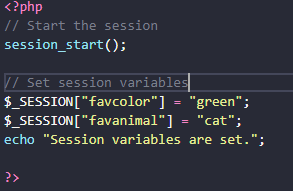 <?php
// Start the session
session_start();
// Set session variables
$_SESSION["favcolor"] = "green";
$_SESSION["favanimal"] = "cat";
echo "Session variables are set.";
?>